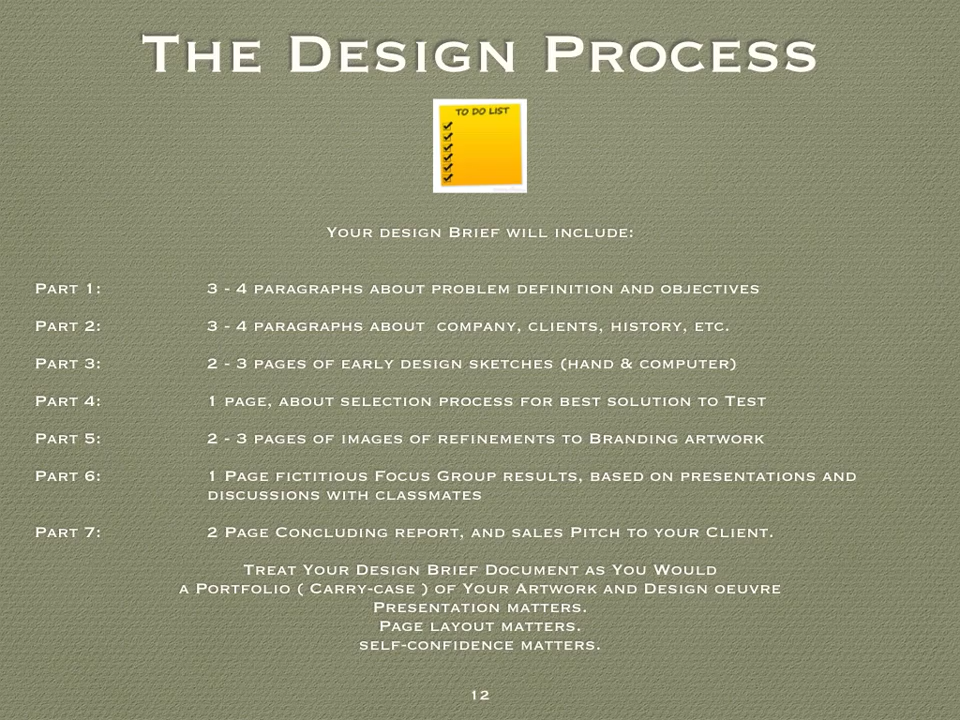 The Design Process
TO DO LIST
Your design Brief will include:
Part 1: 3 - 4 paragraphs about problem definition and objectives
Part 2: 3 - 4 paragraphs about company, clients, history, etc.
Part 3: 2 - 3 pages of early design sketches (hand & computer)
Part 4: 1 page, about selection process for best solution to Test
Part 5: 2 - 3 pages of images of refinements to Branding artwork
Part 6: 1 Page fictitious Focus Group results, based on presentations and
discussions with classmates
Part 7: 2 Page Concluding report, and sales Pitch to your Client.
Treat Your Design Brief Document as You Would
a Portfolio ( Carry-case ) of Your Artwork and Design oeuvre
Presentation matters.
Page layout matters.
self-confidence matters.
12